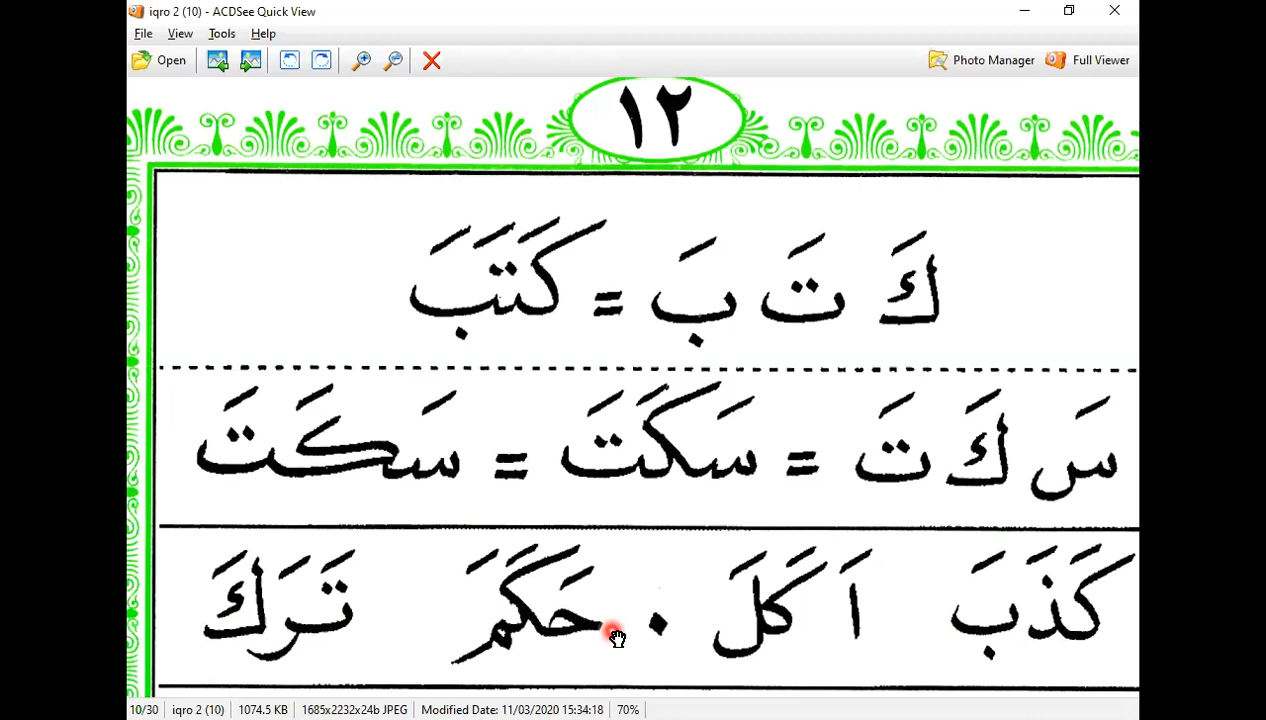 iqro 2 (10) - ACDSee Quick View
File View Tools Help
Open Photo Manager Full Viewer
١٢
كَ تَ بَ = كَتَبَ
سَ كَ تَ = سَكَتَ = سَكَتَ
كَذَبَ اَكَلَ . حَكَمَ تَرَكَ
10/30 iqro 2 (10) 1074.5 KB 1685x2232x24b JPEG Modified Date: 11/03/2020 15:34:18 70%